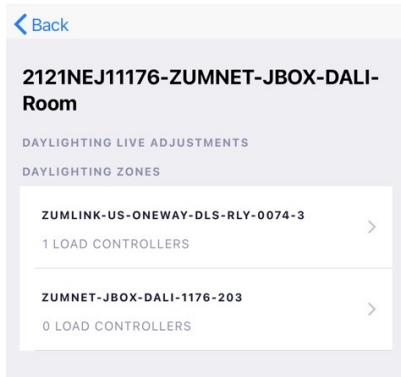 Back
2121NEJ11176-ZUMNET-JBOX-DALI-
Room
DAYLIGHTING LIVE ADJUSTMENTS
DAYLIGHTING ZONES
ZUMLINK-US-ONEWAY-DLS-RLY-0074-3
1 LOAD CONTROLLERS
ZUMNET-JBOX-DALI-1176-203
0 LOAD CONTROLLERS